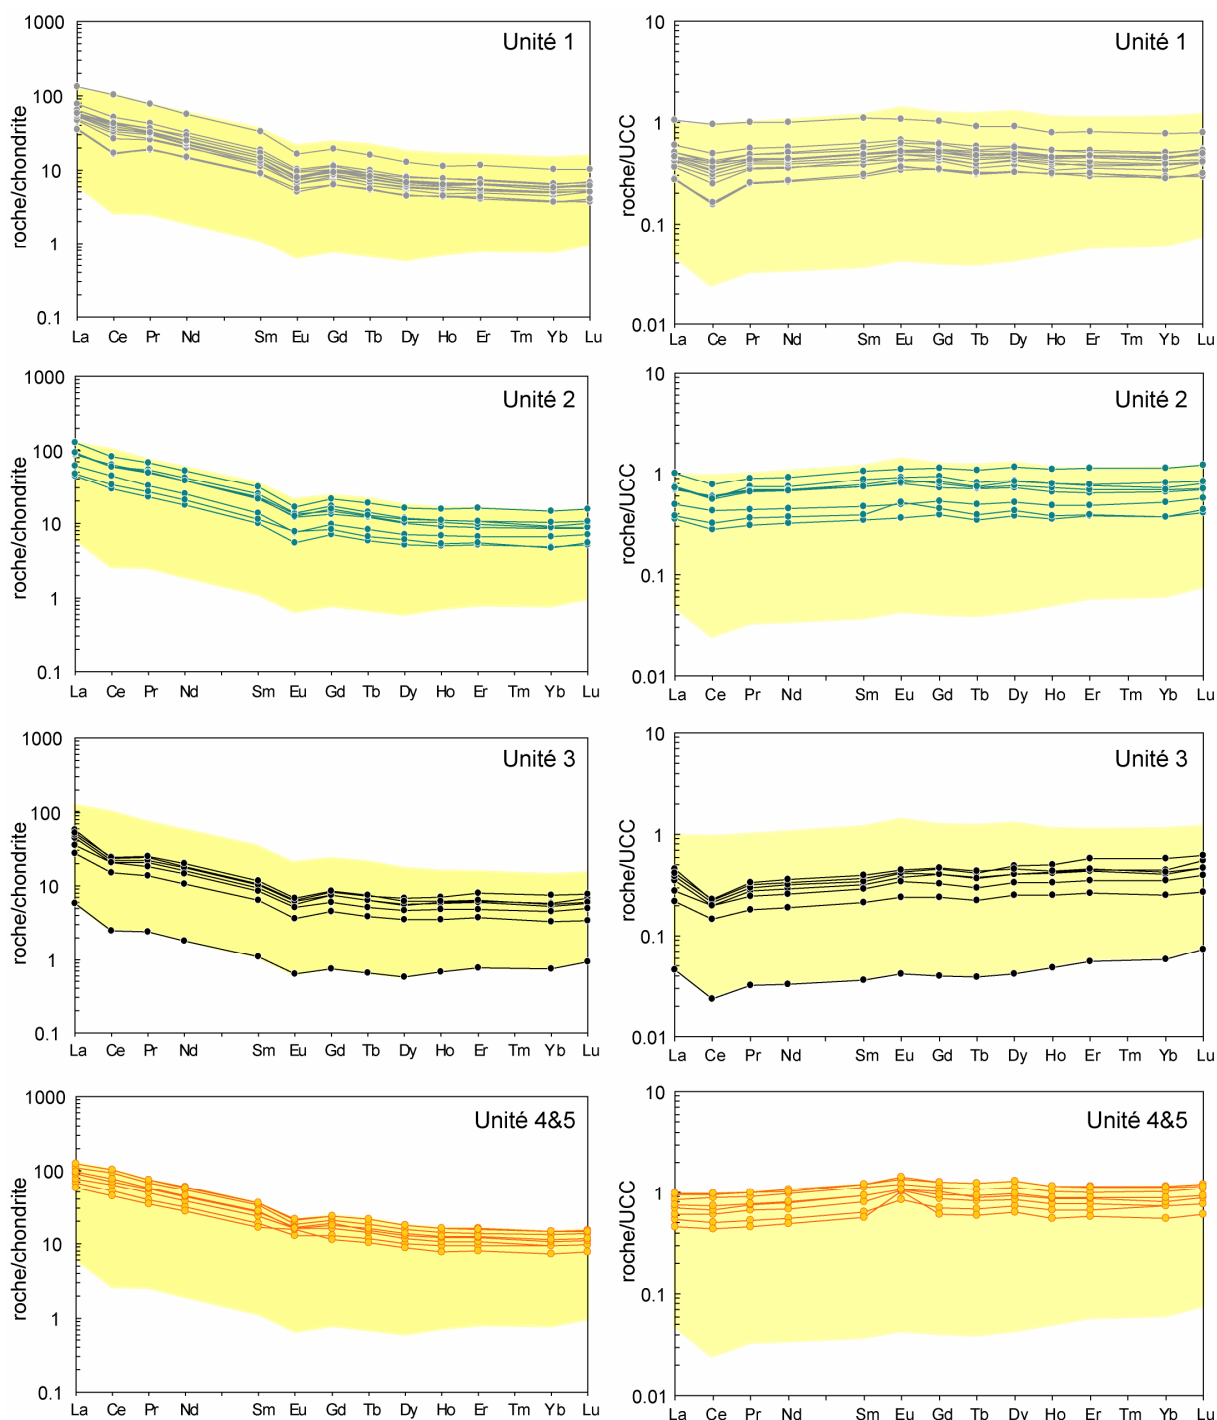 Unité 1
roche/chondrite
1000
100
10
1
0.1
La Ce Pr Nd Sm Eu Gd Tb Dy Ho Er Tm Yb Lu
Unité 1
roche/UCC
10
1
0.1
0.01
La Ce Pr Nd Sm Eu Gd Tb Dy Ho Er Tm Yb Lu
Unité 2
roche/chondrite
1000
100
10
1
0.1
La Ce Pr Nd Sm Eu Gd Tb Dy Ho Er Tm Yb Lu
Unité 2
roche/UCC
10
1
0.1
0.01
La Ce Pr Nd Sm Eu Gd Tb Dy Ho Er Tm Yb Lu
Unité 3
roche/chondrite
1000
100
10
1
0.1
La Ce Pr Nd Sm Eu Gd Tb Dy Ho Er Tm Yb Lu
Unité 3
roche/UCC
10
1
0.1
0.01
La Ce Pr Nd Sm Eu Gd Tb Dy Ho Er Tm Yb Lu
Unité 4&5
roche/chondrite
1000
100
10
1
0.1
La Ce Pr Nd Sm Eu Gd Tb Dy Ho Er Tm Yb Lu
Unité 4&5
roche/UCC
10
1
0.1
0.01
La Ce Pr Nd Sm Eu Gd Tb Dy Ho Er Tm Yb Lu